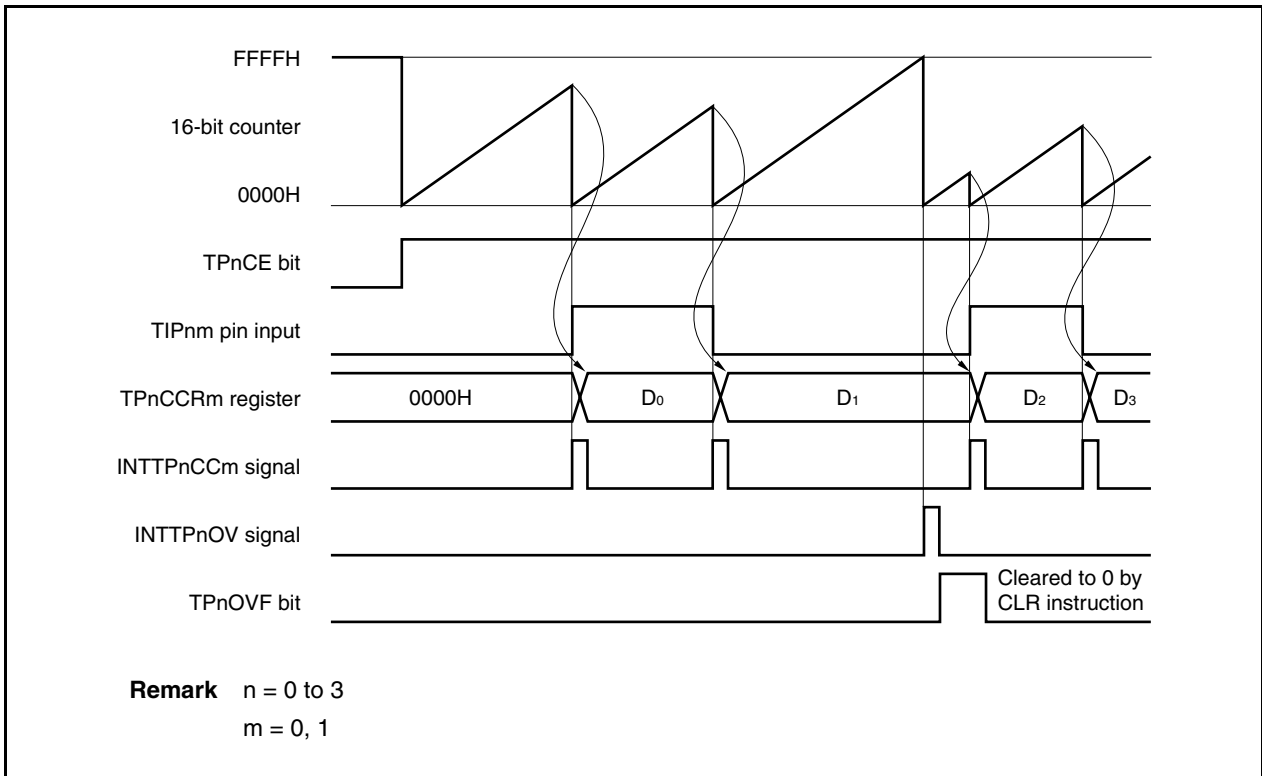 FFFFH
16-bit counter
0000H
TPnCE bit
TIPnm pin input
TPnCCRm register
0000H D0 D1 D2 D3
INTTPnCCm signal
INTTPnOV signal
TPnOVF bit
Cleared to 0 by
CLR instruction
Remark n = 0 to 3
m = 0, 1